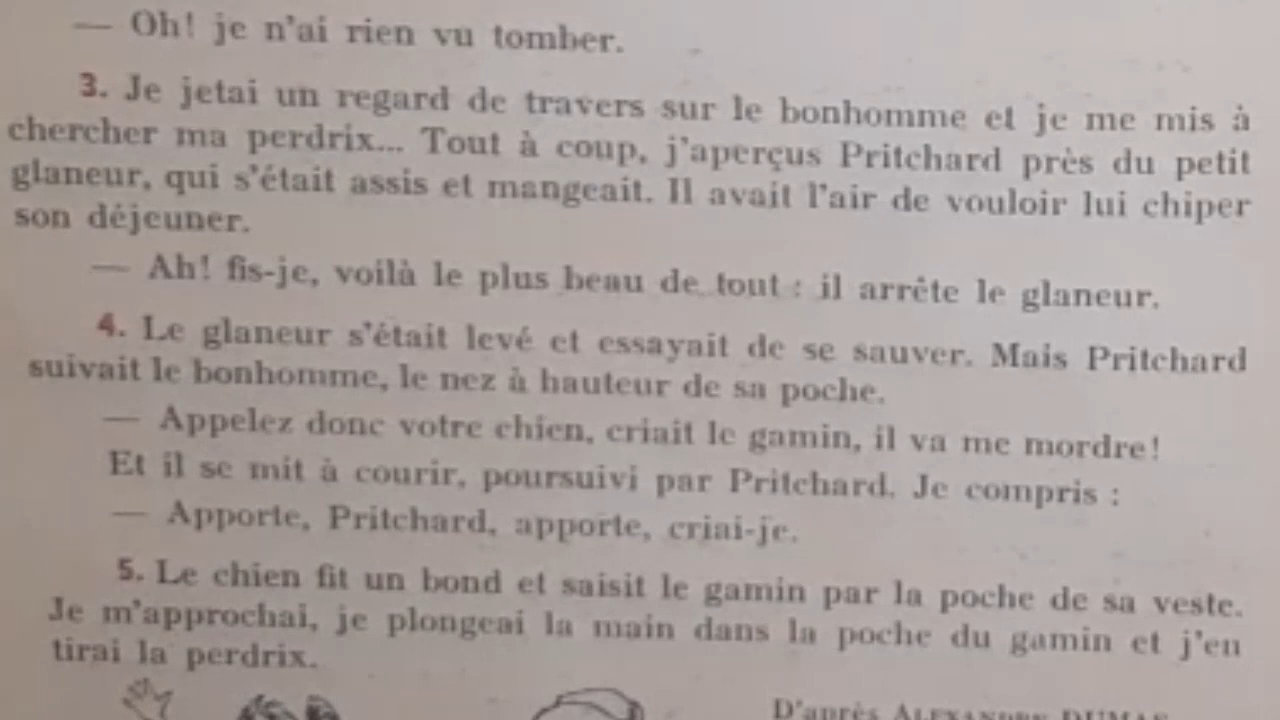 — Oh! je n'ai rien vu tomber.
3. Je jetai un regard de travers sur le bonhomme et je me mis à
chercher ma perdrix... Tout à coup, j'aperçus Pritchard près du petit
glaneur, qui s'était assis et mangeait. Il avait l'air de vouloir lui chiper
son déjeuner.
— Ah! fis-je, voilà le plus beau de tout : il arrête le glaneur.
4. Le glaneur s'était levé et essayait de se sauver. Mais Pritchard
suivait le bonhomme, le nez à hauteur de sa poche.
— Appelez donc votre chien, criait le gamin, il va me mordre!
Et il se mit à courir, poursuivi par Pritchard. Je compris :
— Apporte, Pritchard, apporte, criai-je.
5. Le chien fit un bond et saisit le gamin par la poche de sa veste.
Je m'approchai, je plongeai la main dans la poche du gamin et j'en
tirai la perdrix.
D'après ALEXANDRE DUMAS